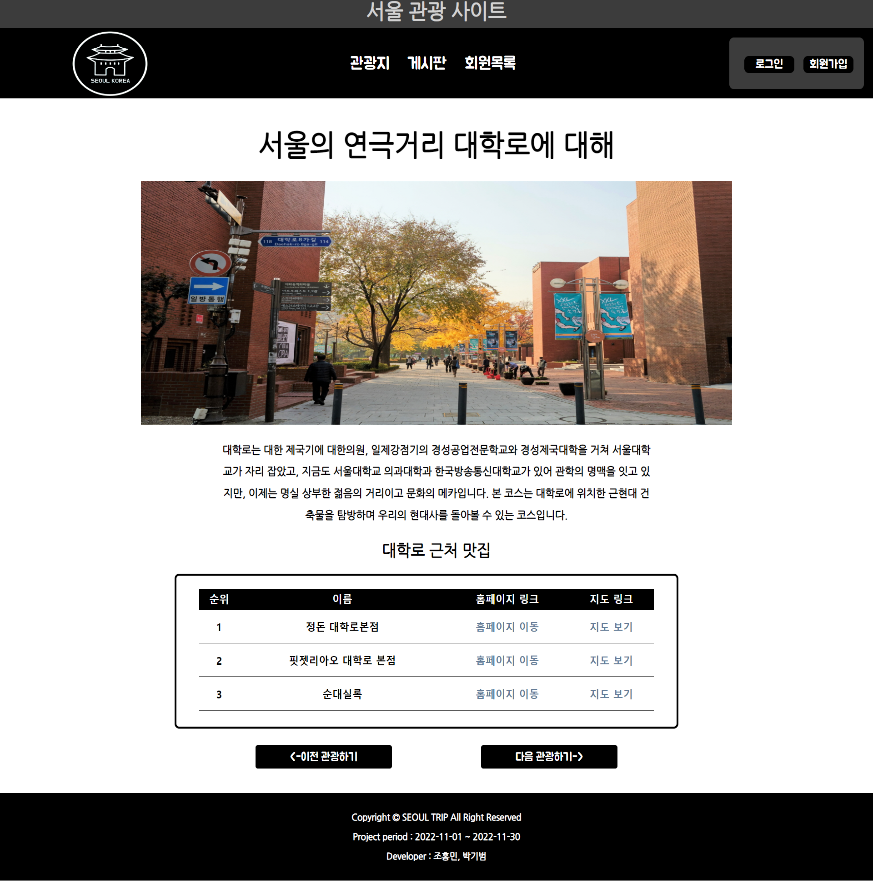 서울 관광 사이트
SEOUL KOREA
관광지 게시판 회원목록
로그인 회원가입
서울의 연극거리 대학로에 대해
118 대학로8가길 114
일방통행
대학로는 대한 제국기에 대한의원, 일제강점기의 경성공업전문학교와 경성제국대학을 거쳐 서울대학
교가 자리 잡았고, 지금도 서울대학교 의과대학과 한국방송통신대학교가 있어 관학의 명맥을 잇고 있
지만, 이제는 명실 상부한 젊음의 거리이고 문화의 메카입니다. 본 코스는 대학로에 위치한 근현대 건
축물을 탐방하며 우리의 현대사를 돌아볼 수 있는 코스입니다.
대학로 근처 맛집
순위 이름 홈페이지 링크 지도 링크
1 정돈 대학로본점 홈페이지 이동 지도 보기
2 핏젯리아오 대학로 본점 홈페이지 이동 지도 보기
3 순대실록 홈페이지 이동 지도 보기
<-이전 관광하기 다음 관광하기->
Copyright © SEOUL TRIP All Right Reserved
Project period : 2022-11-01 ~ 2022-11-30
Developer : 조홍민, 박기범